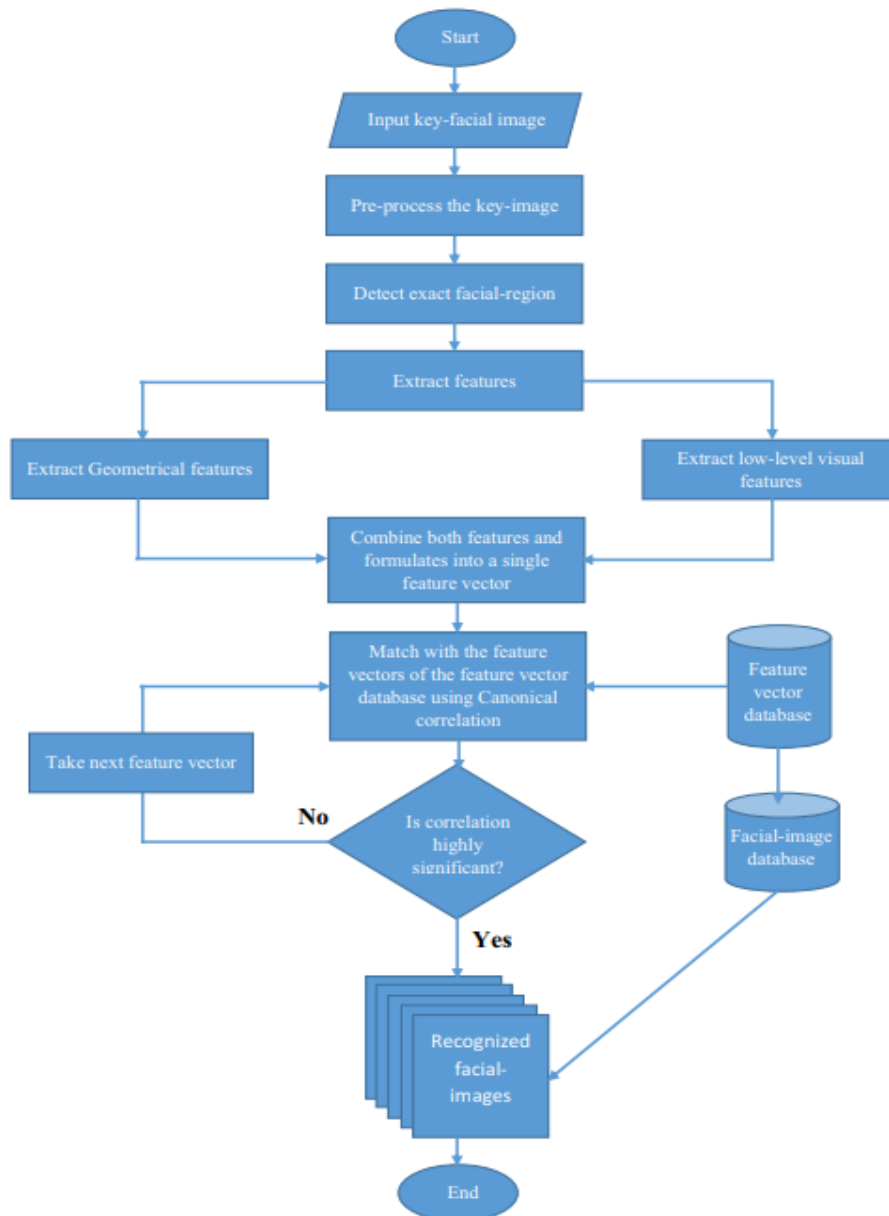 Start
Input key-facial image
Pre-process the key-image
Detect exact facial-region
Extract features
Extract Geometrical features
Extract low-level visual
features
Combine both features and
formulates into a single
feature vector
Match with the feature
vectors of the feature vector
database using Canonical
correlation
Feature
vector
database
Take next feature vector
No
Is correlation
highly
significant?
Facial-image
database
Yes
Recognized
facial-
images
End